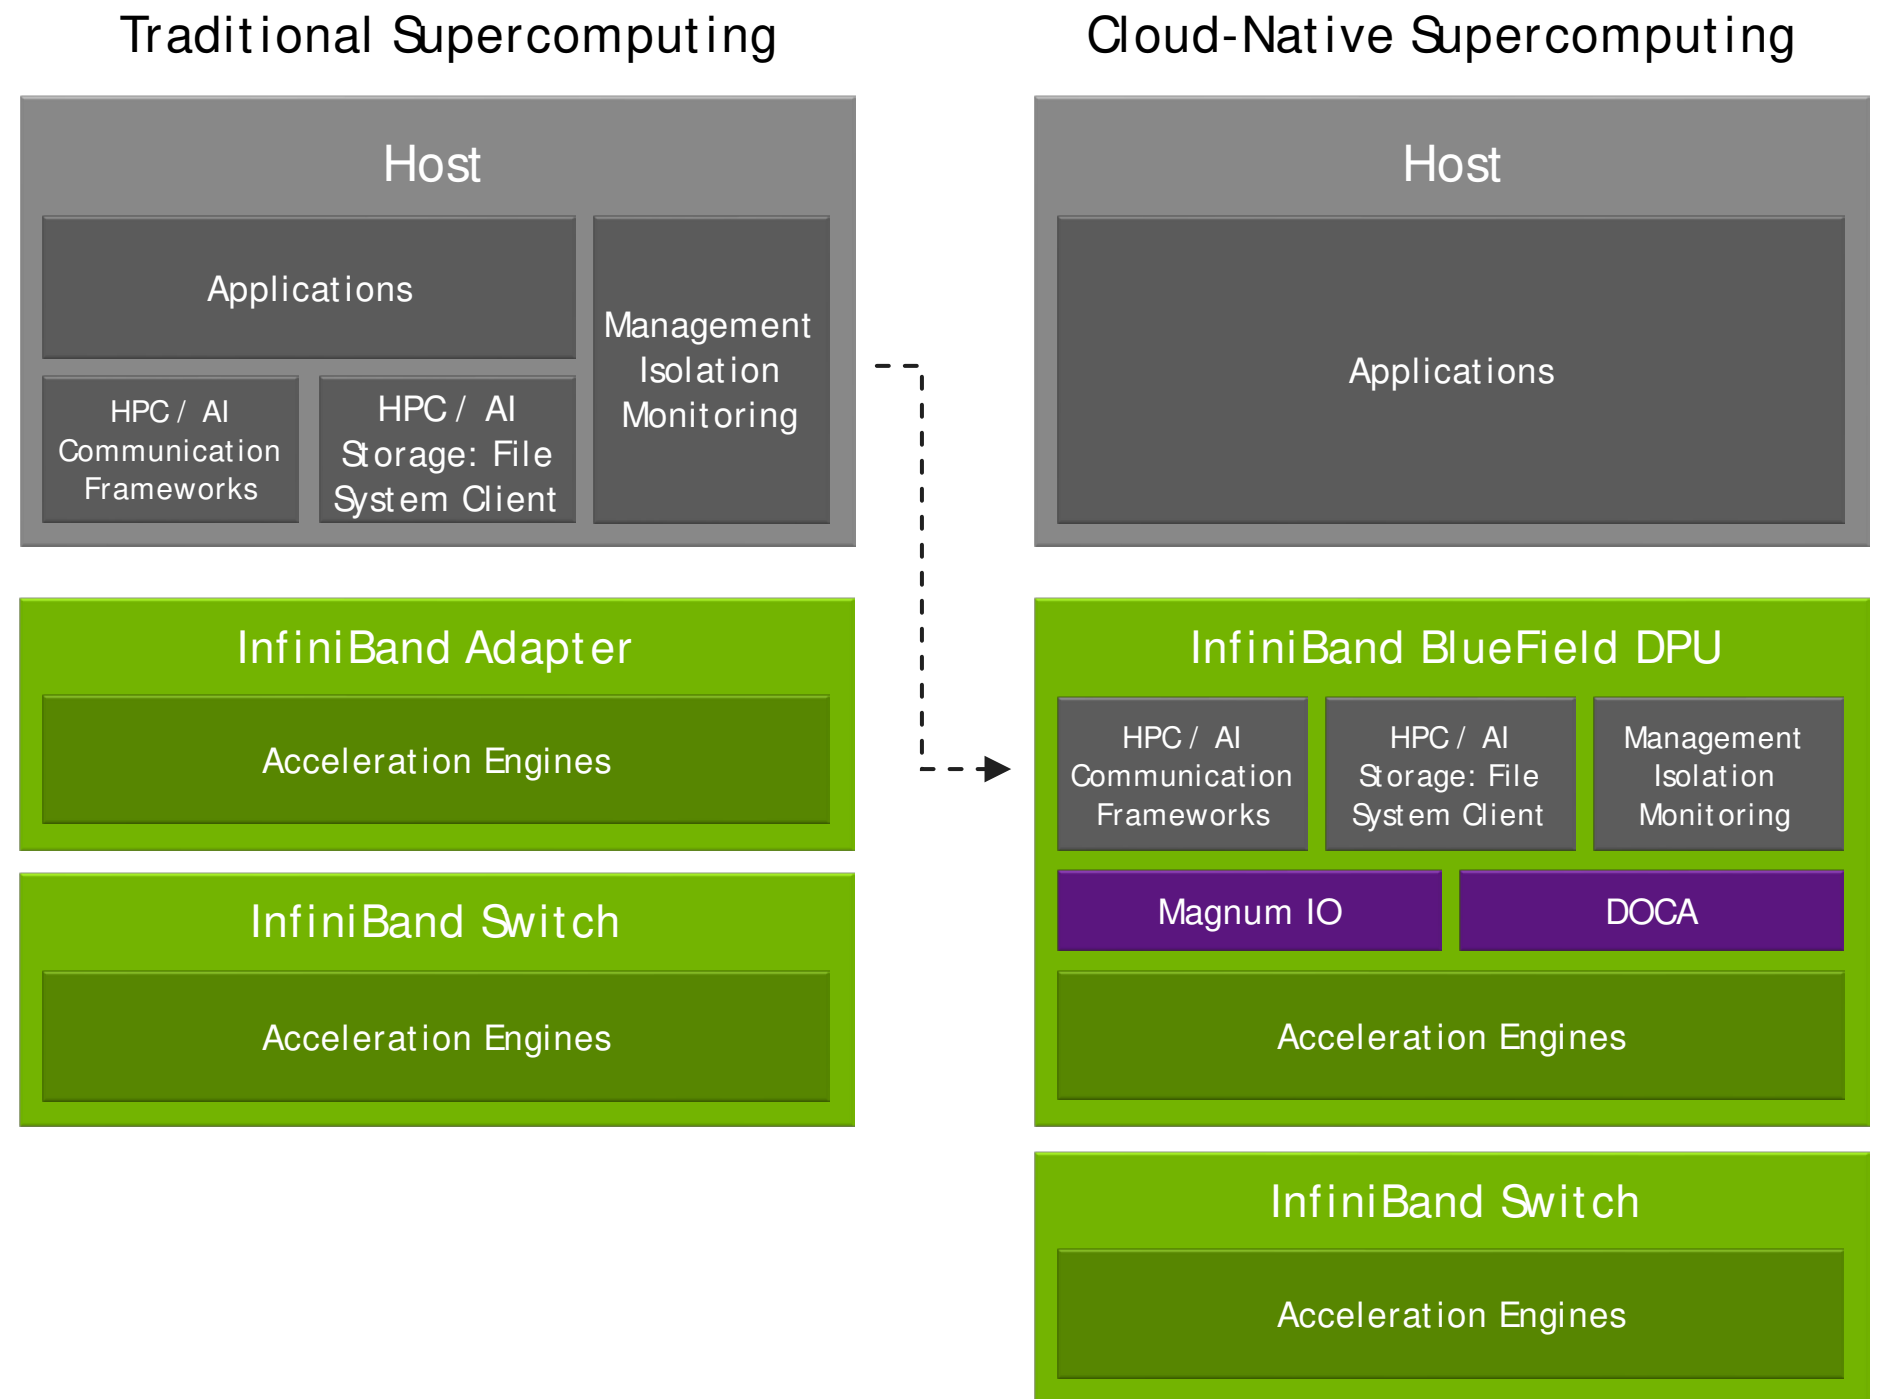 Traditional Supercomputing
Host
Applications
HPC / AI
Communication
Frameworks
HPC / AI
Storage: File
System Client
Management
Isolation
Monitoring
InfiniBand Adapter
Acceleration Engines
InfiniBand Switch
Acceleration Engines
Cloud-Native Supercomputing
Host
Applications
InfiniBand BlueField DPU
HPC / AI
Communication
Frameworks
HPC / AI
Storage: File
System Client
Management
Isolation
Monitoring
Magnum IO
DOCA
Acceleration Engines
InfiniBand Switch
Acceleration Engines